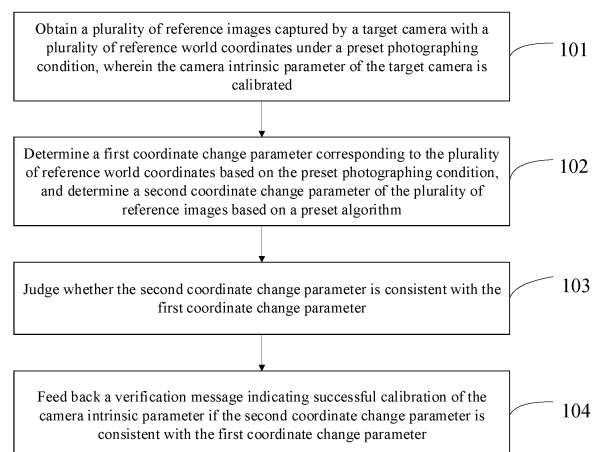 Obtain a plurality of reference images captured by a target camera with a
plurality of reference world coordinates under a preset photographing
condition, wherein the camera intrinsic parameter of the target camera is
calibrated
101
Determine a first coordinate change parameter corresponding to the plurality
of reference world coordinates based on the preset photographing condition,
and determine a second coordinate change parameter of the plurality of
reference images based on a preset algorithm
102
Judge whether the second coordinate change parameter is consistent with the
first coordinate change parameter
103
Feed back a verification message indicating successful calibration of the
camera intrinsic parameter if the second coordinate change parameter is
consistent with the first coordinate change parameter
104